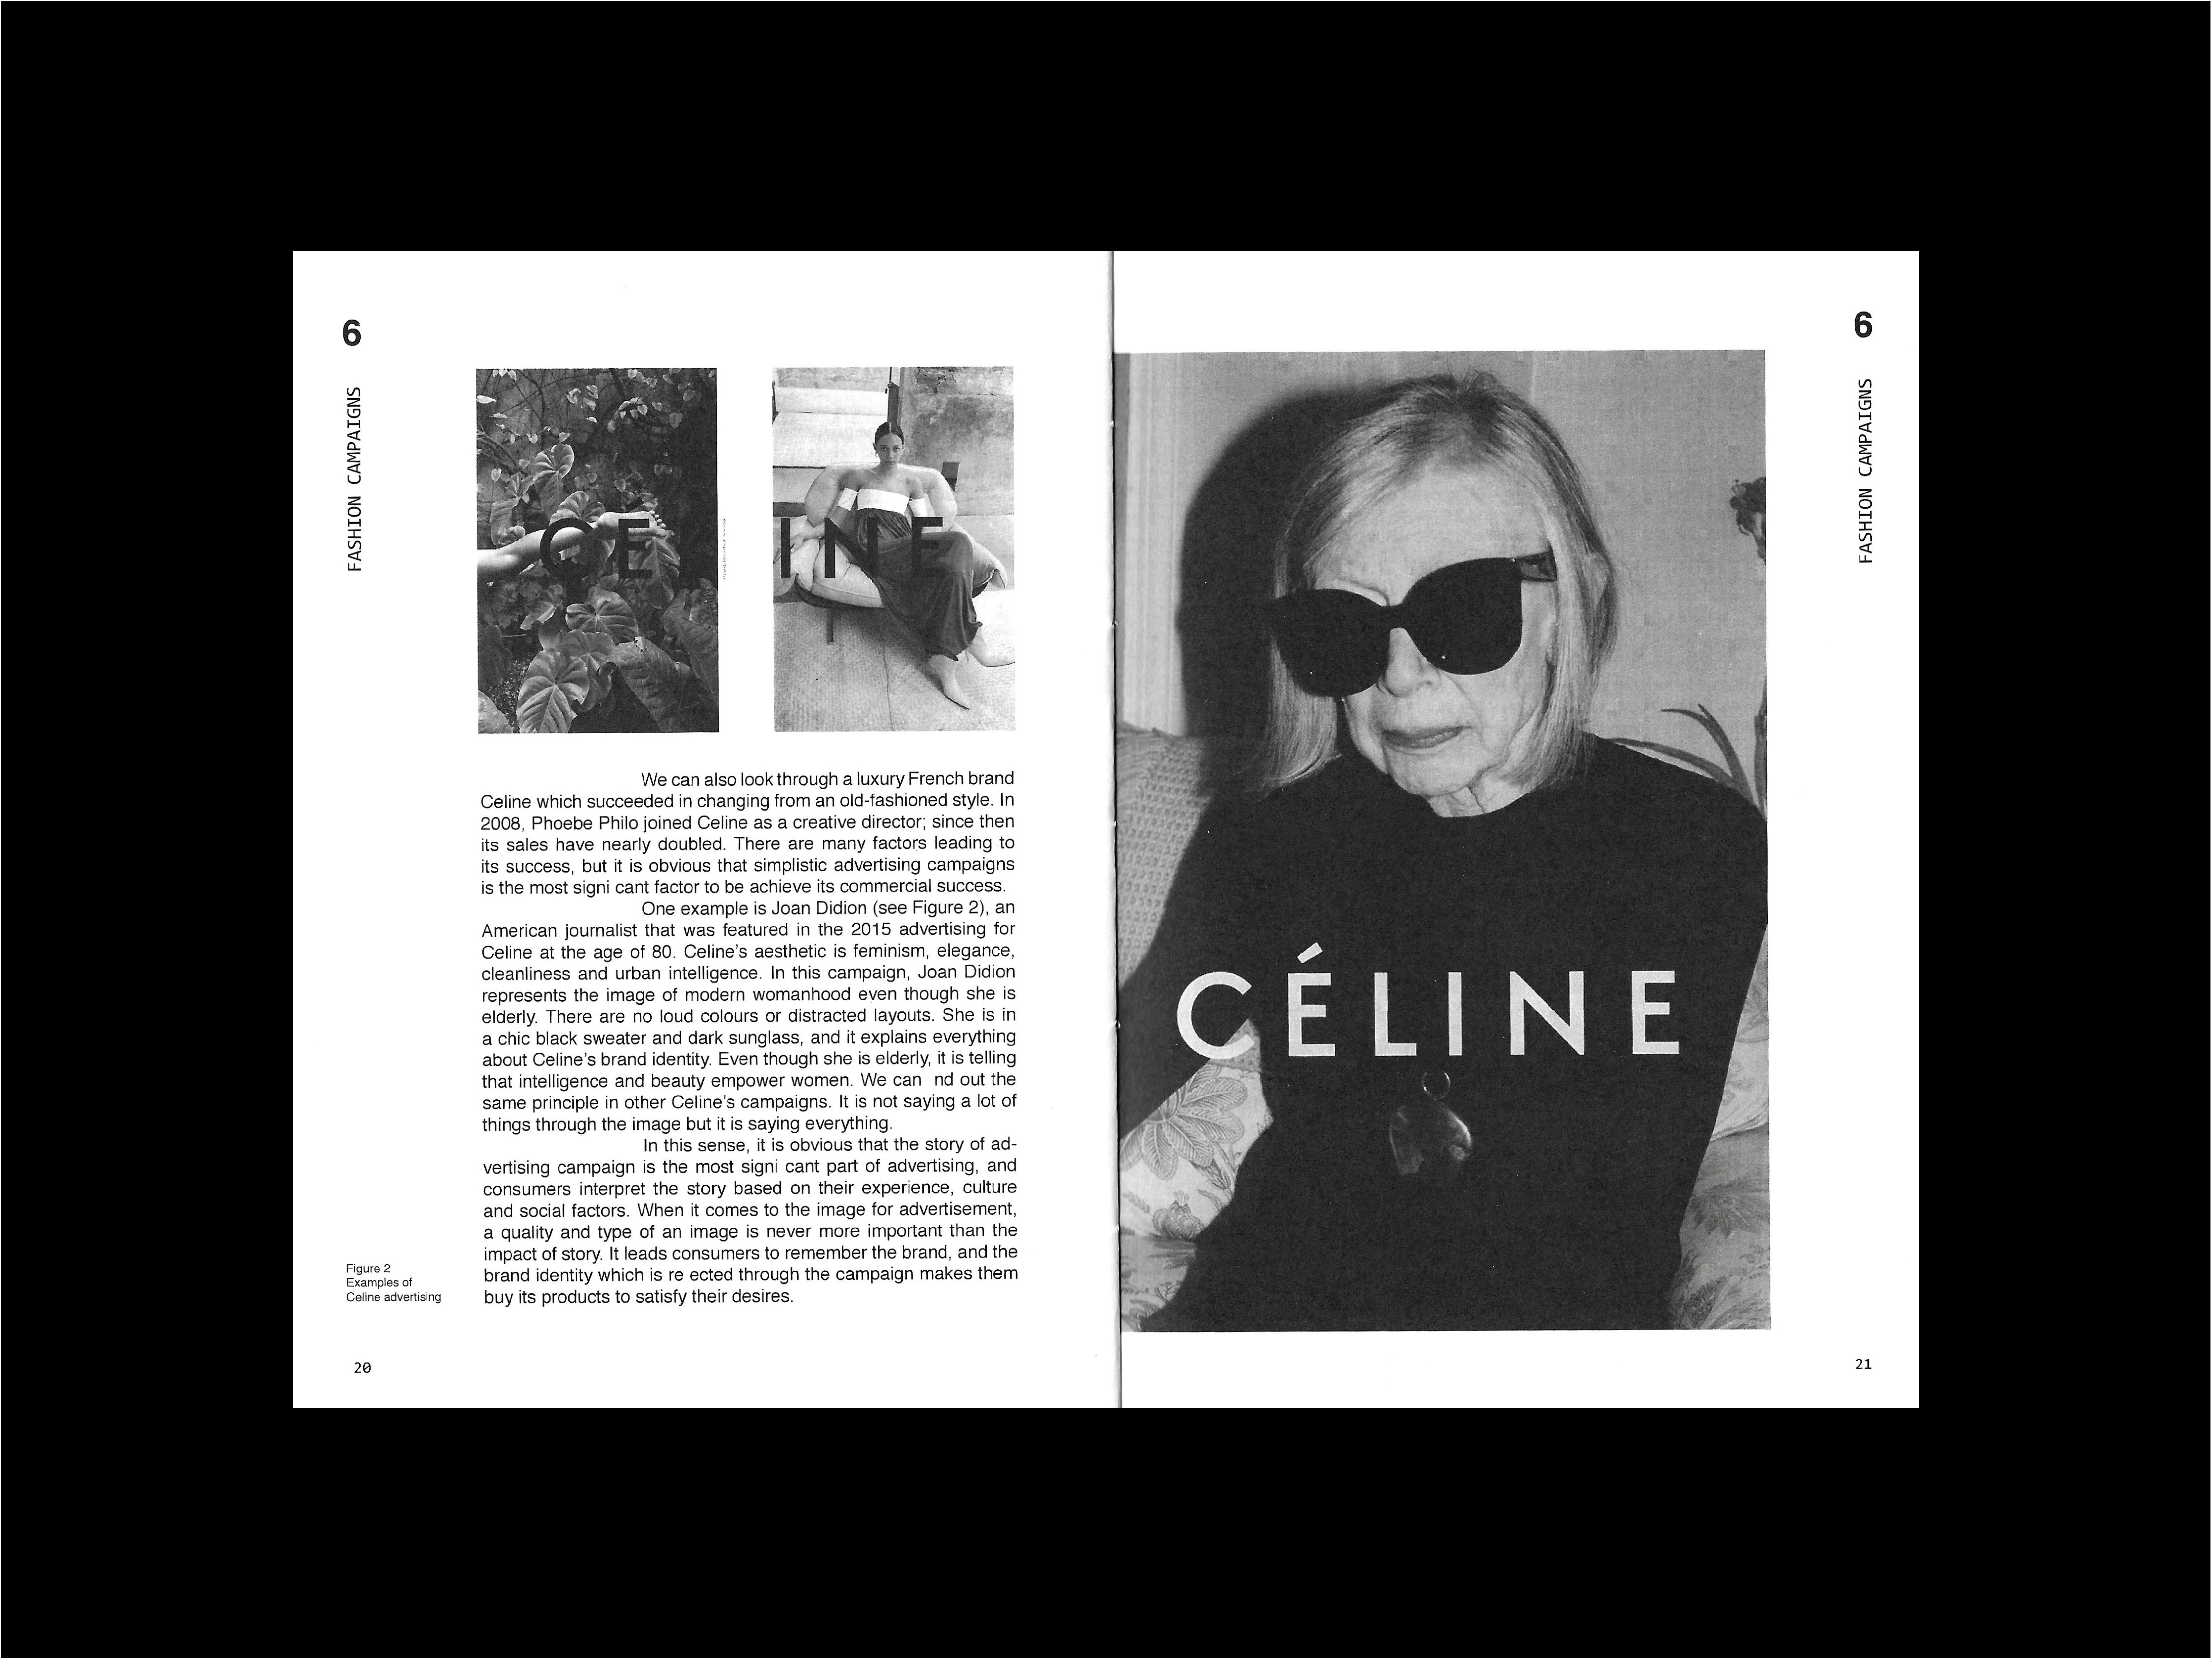 6
FASHION CAMPAIGNS
CE
INE
We can also look through a luxury French brand
Celine which succeeded in changing from an old-fashioned style. In
2008, Phoebe Philo joined Celine as a creative director; since then
its sales have nearly doubled. There are many factors leading to
its success, but it is obvious that simplistic advertising campaigns
is the most signi cant factor to be achieve its commercial success.
One example is Joan Didion (see Figure 2), an
American journalist that was featured in the 2015 advertising for
Celine at the age of 80. Celine's aesthetic is feminism, elegance,
cleanliness and urban intelligence. In this campaign, Joan Didion
represents the image of modern womanhood even though she is
elderly. There are no loud colours or distracted layouts. She is in
a chic black sweater and dark sunglass, and it explains everything
about Celine's brand identity. Even though she is elderly, it is telling
that intelligence and beauty empower women. We can  nd out the
same principle in other Celine's campaigns. It is not saying a lot of
things through the image but it is saying everything.
In this sense, it is obvious that the story of ad-
vertising campaign is the most signi cant part of advertising, and
consumers interpret the story based on their experience, culture
and social factors. When it comes to the image for advertisement,
a quality and type of an image is never more important than the
impact of story. It leads consumers to remember the brand, and the
brand identity which is re ected through the campaign makes them
buy its products to satisfy their desires.
Figure 2
Examples of
Celine advertising
20
6
FASHION CAMPAIGNS
CÉLINE
21